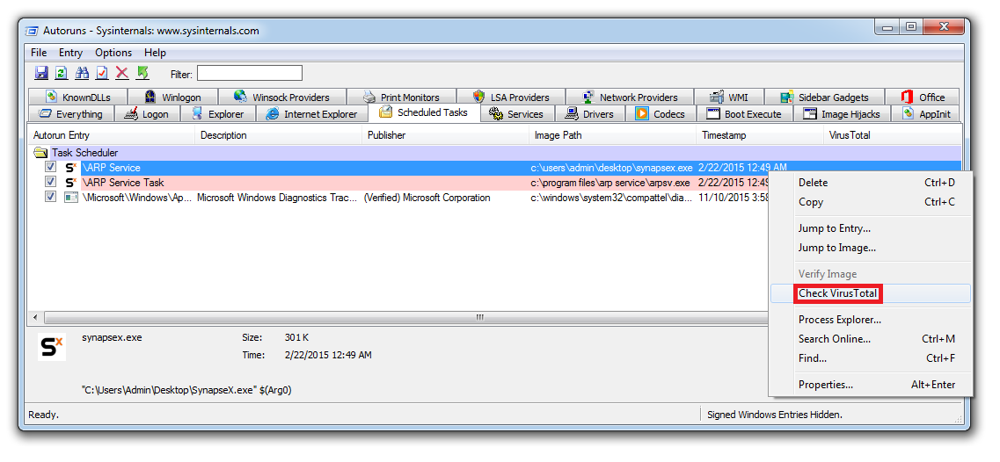 Autoruns - Sysinternals: www.sysinternals.com
File Entry Options Help
Filter:
KnownDLLs Winlogon Winsock Providers Print Monitors LSA Providers Network Providers WMI Sidebar Gadgets Office
Everything Logon Explorer Internet Explorer Scheduled Tasks Services Drivers Codecs Boot Execute Image Hijacks AppInit
Autorun Entry Description Publisher Image Path Timestamp VirusTotal
Task Scheduler
Sx \ARP Service c:\users\admin\desktop\synapsex.exe 2/22/2015 12:49 AM
Sx \ARP Service Task c:\program files\arp service\arpsv.exe 2/22/2015 12:49
\Microsoft\Windows\Ap... Microsoft Windows Diagnostics Trac... (Verified) Microsoft Corporation c:\windows\system32\compattel\dia... 11/10/2015 3:58
Delete Ctrl+D
Copy Ctrl+C
Jump to Entry...
Jump to Image...
Verify Image
Check VirusTotal
Process Explorer...
Search Online... Ctrl+M
Find... Ctrl+F
Properties... Alt+Enter
Sx
synapsex.exe Size: 301 K
Time: 2/22/2015 12:49 AM
"C:\Users\Admin\Desktop\SynapseX.exe" $(Arg0)
Ready. Signed Windows Entries Hidden.